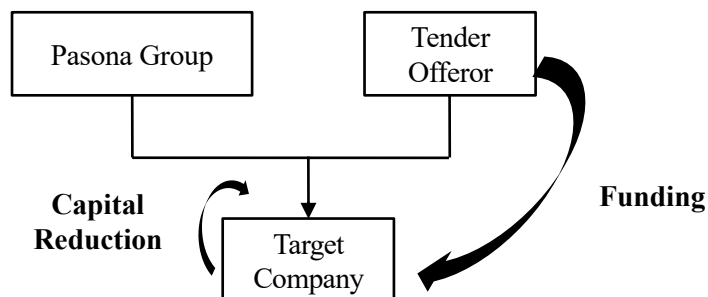 Pasona Group
Tender
Offeror
Capital
Reduction
Funding
Target
Company